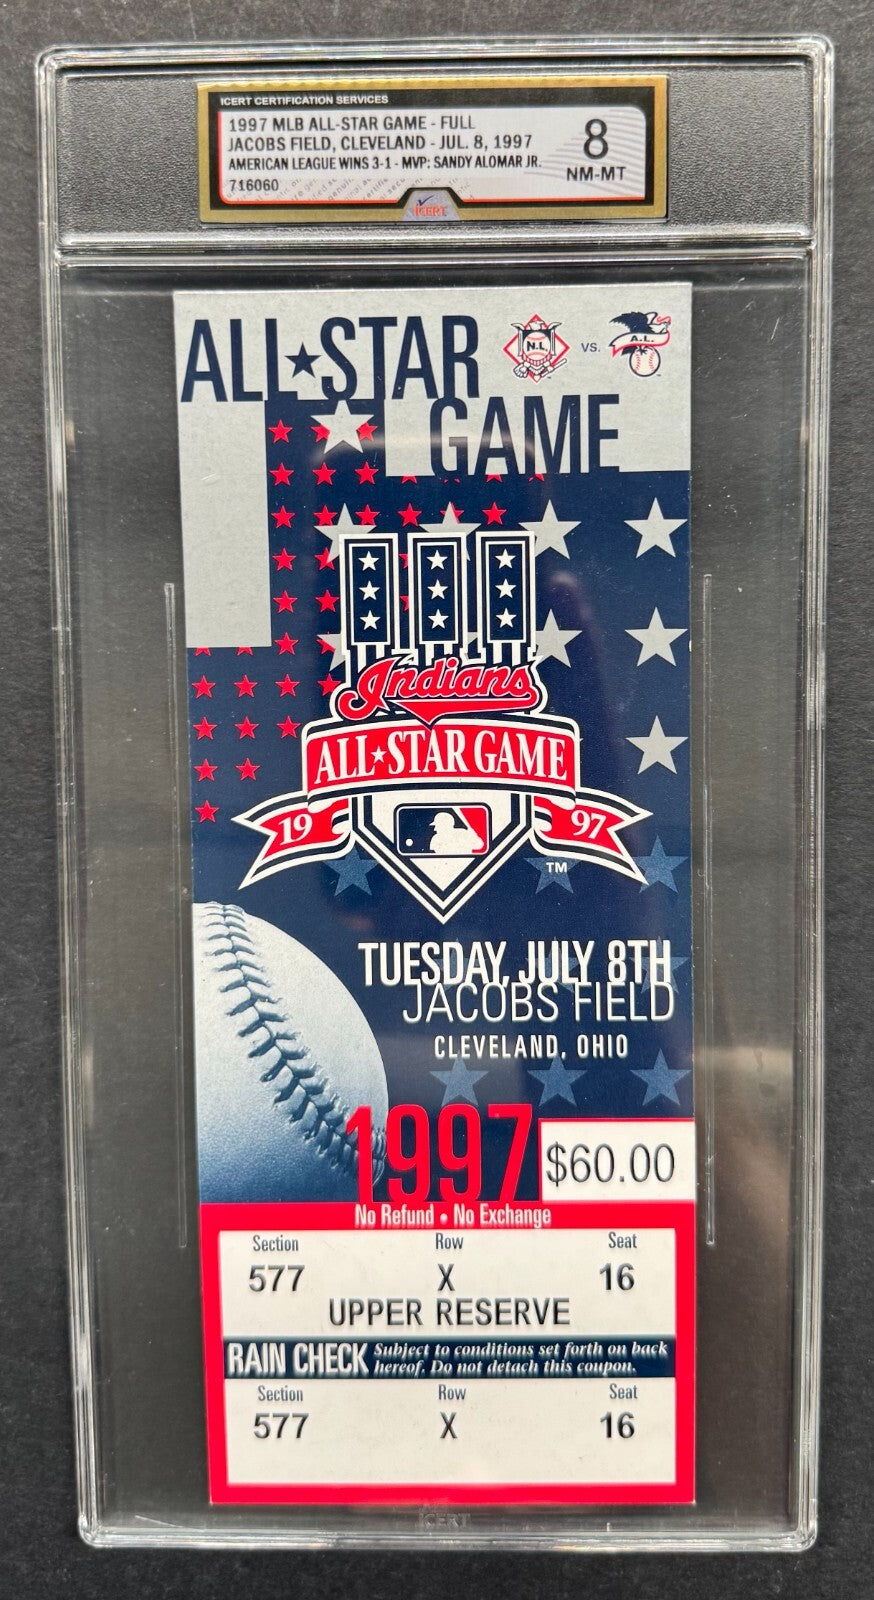 ICERT CERTIFICATION SERVICES
1997 MLB ALL-STAR GAME - FULL
JACOBS FIELD, CLEVELAND - JUL. 8, 1997
AMERICAN LEAGUE WINS 3-1 - MVP: SANDY ALOMAR JR.
716060
8
NM-MT
ICERT
ALL★STAR
GAME
N.L.
VS.
A.L.
Indians
ALL★STAR GAME
1997
TM
TUESDAY, JULY 8TH
JACOBS FIELD
CLEVELAND, OHIO
1997
$60.00
No Refund • No Exchange
Section Row Seat
577 X 16
UPPER RESERVE
RAIN CHECK Subject to conditions set forth on back
hereof. Do not detach this coupon.
Section Row Seat
577 X 16
ICERT